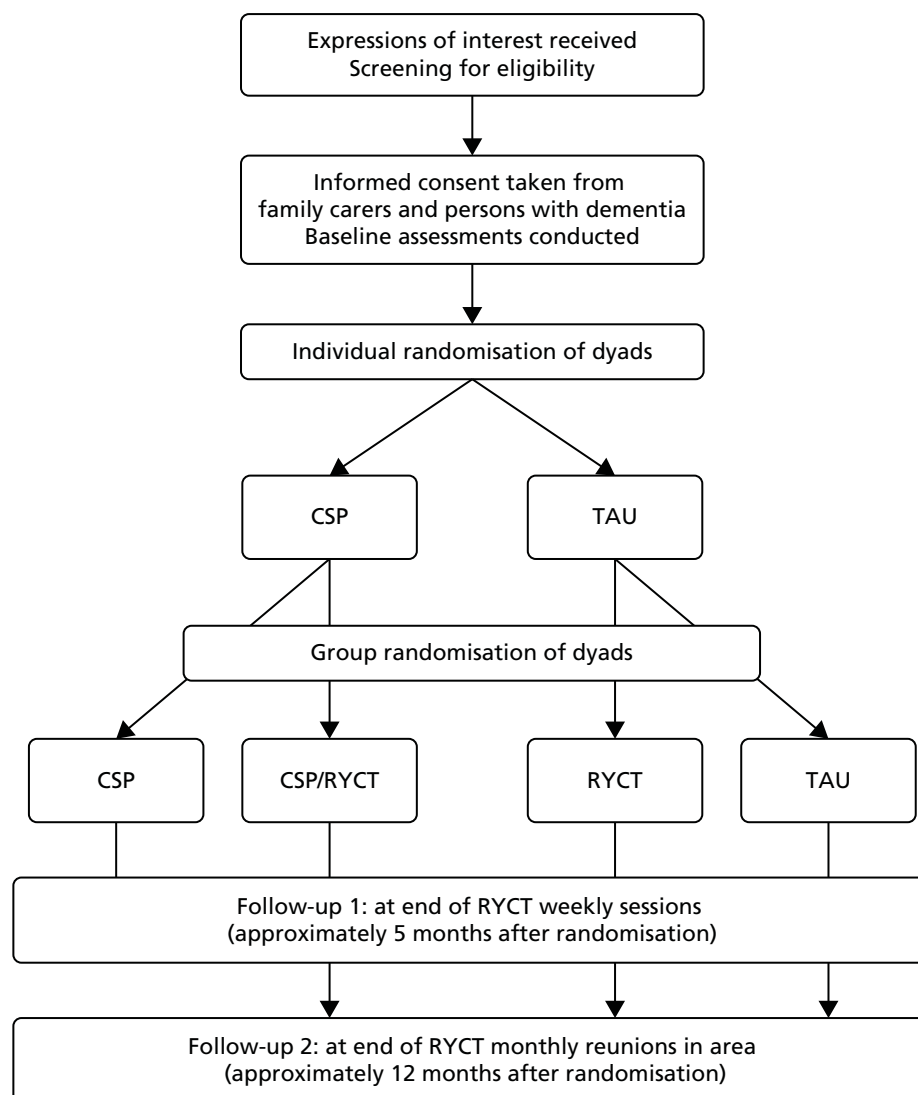 Expressions of interest received
Screening for eligibility
Informed consent taken from
family carers and persons with dementia
Baseline assessments conducted
Individual randomisation of dyads
CSP
TAU
Group randomisation of dyads
CSP
CSP/RYCT
RYCT
TAU
Follow-up 1: at end of RYCT weekly sessions
(approximately 5 months after randomisation)
Follow-up 2: at end of RYCT monthly reunions in area
(approximately 12 months after randomisation)